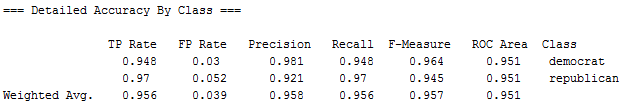 === Detailed Accuracy By Class ===
TP Rate FP Rate Precision Recall F-Measure ROC Area Class
0.948 0.03 0.981 0.948 0.964 0.951 democrat
0.97 0.052 0.921 0.97 0.945 0.951 republican
Weighted Avg. 0.956 0.039 0.958 0.956 0.957 0.951